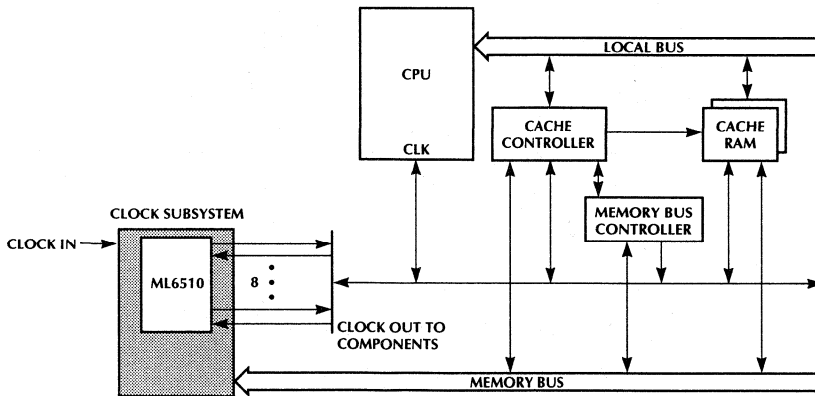 LOCAL BUS
CPU
CLK
CACHE
CONTROLLER
CACHE
RAM
MEMORY BUS
CONTROLLER
CLOCK SUBSYSTEM
CLOCK IN
ML6510
8
CLOCK OUT TO
COMPONENTS
MEMORY BUS